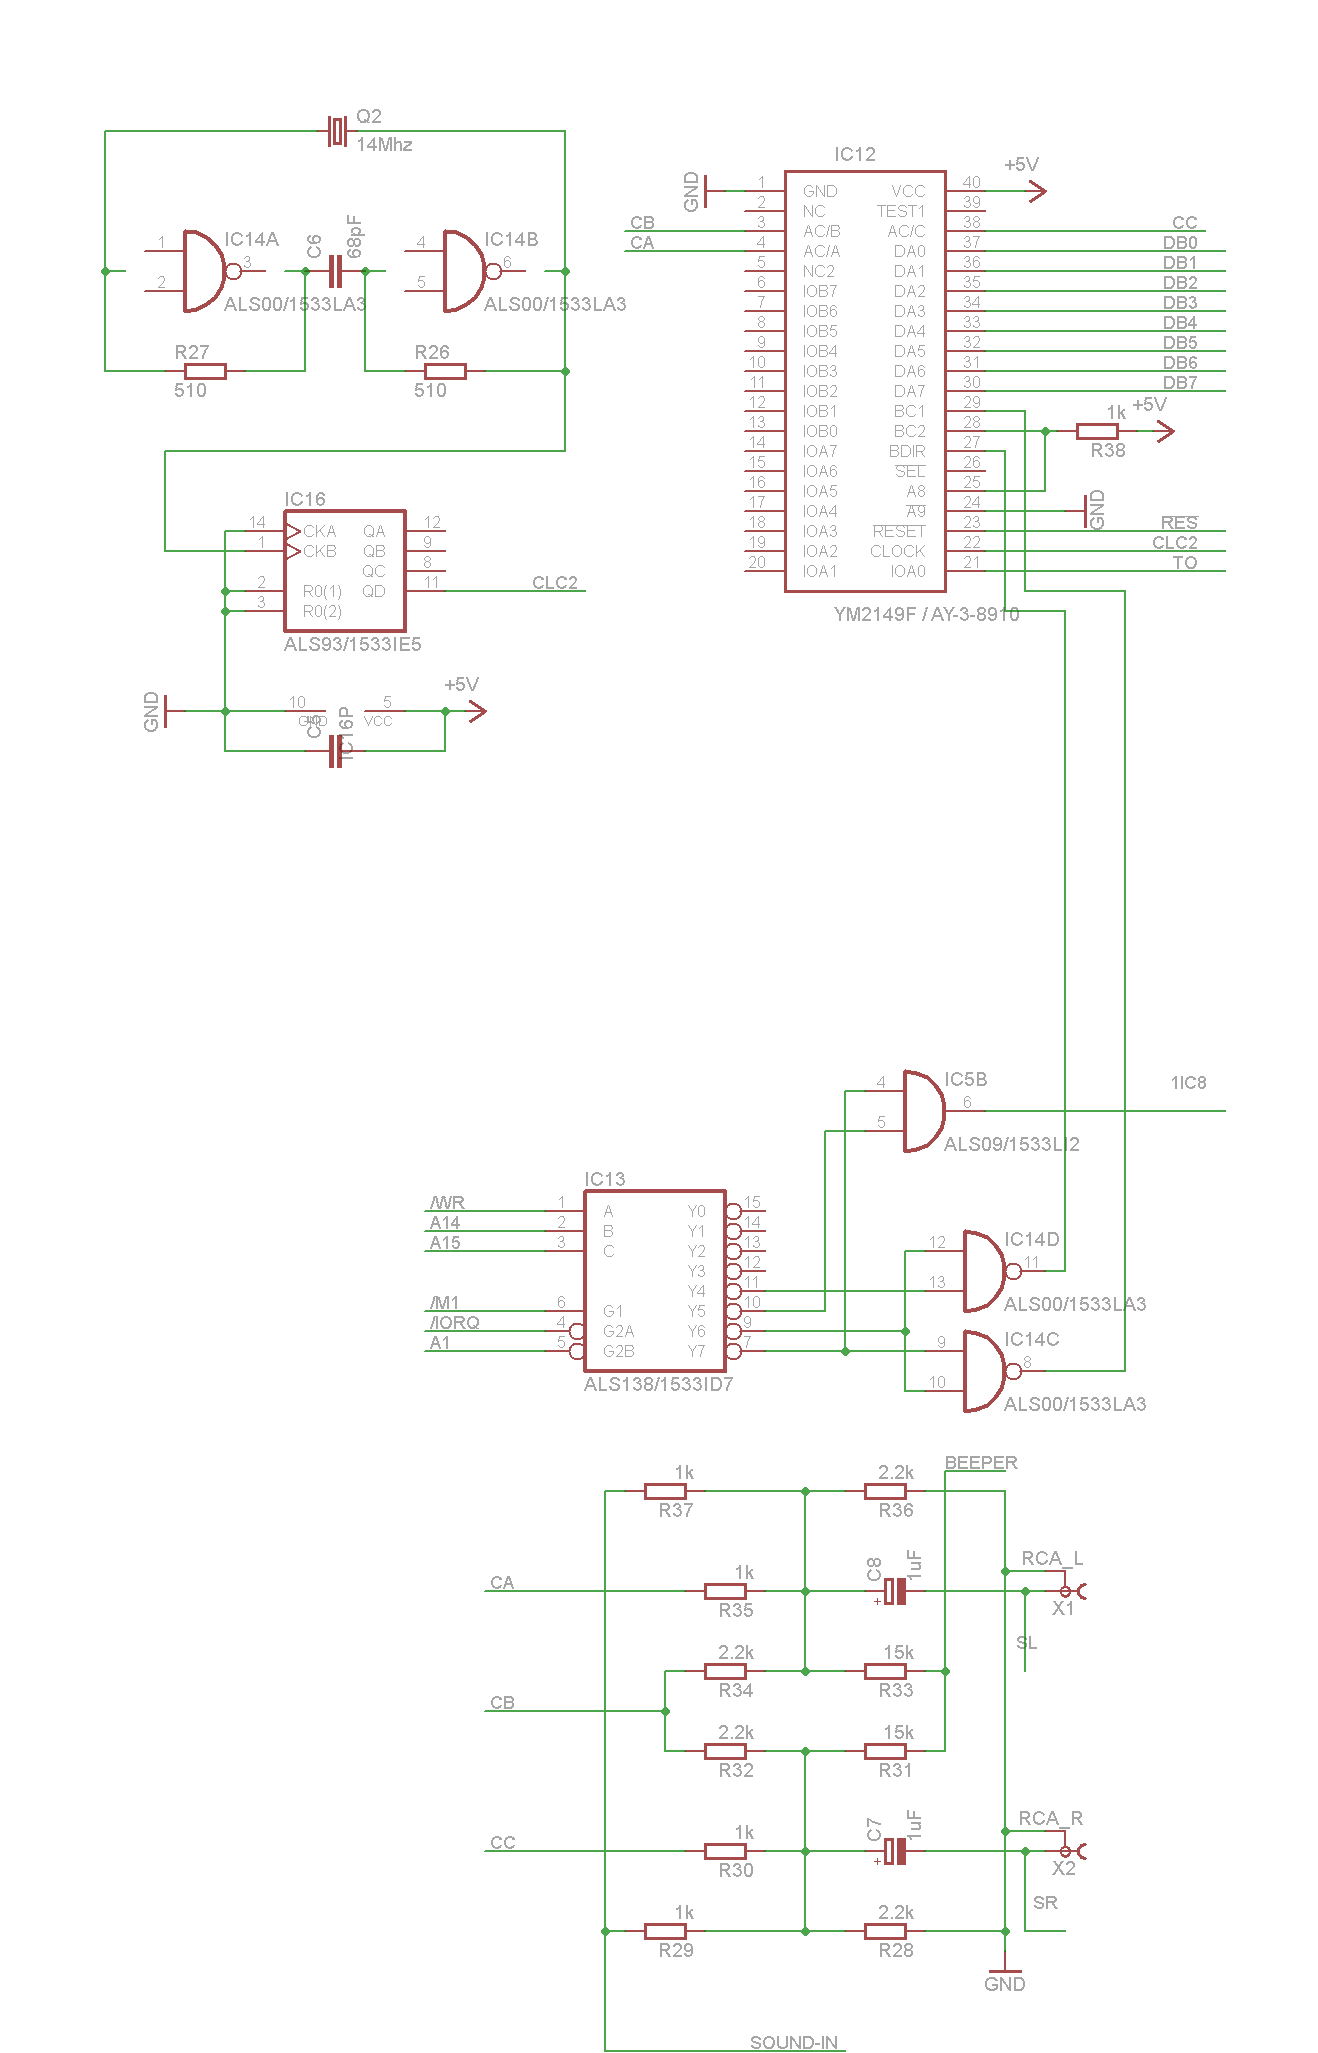 Q2
14Mhz
1
2
IC14A
3
ALS00/1533LA3
C6
68pF
4
5
IC14B
6
ALS00/1533LA3
R27
510
R26
510
IC16
14 CKA QA 12
1 CKB QB 9
QC 8
2 R0(1) QD 11
3 R0(2)
CLC2
ALS93/1533IE5
GND
10
GND
C5
IC16P
5
VCC
+5V
IC12
GND
+5V
1 GND VCC 40
2 NC TEST1 39
CB 3 AC/B AC/C 38 CC
CA 4 AC/A DA0 37 DB0
5 NC2 DA1 36 DB1
6 IOB7 DA2 35 DB2
7 IOB6 DA3 34 DB3
8 IOB5 DA4 33 DB4
9 IOB4 DA5 32 DB5
10 IOB3 DA6 31 DB6
11 IOB2 DA7 30 DB7
12 IOB1 BC1 29
13 IOB0 BC2 28
14 IOA7 BDIR 27
15 IOA6 SEL 26
16 IOA5 A8 25
17 IOA4 A9 24
18 IOA3 RESET 23 RES
19 IOA2 CLOCK 22 CLC2
20 IOA1 IOA0 21 TO
1k
+5V
R38
GND
YM2149F / AY-3-8910
4
5
IC5B
6
1IC8
ALS09/1533LI2
IC13
/WR 1 A Y0 15
A14 2 B Y1 14
A15 3 C Y2 13
Y3 12
Y4 11
/M1 6 G1 Y5 10
/IORQ 4 G2A Y6 9
A1 5 G2B Y7 7
ALS138/1533ID7
12
13
IC14D
11
ALS00/1533LA3
9
10
IC14C
8
ALS00/1533LA3
BEEPER
1k
R37
2.2k
R36
CA
1k
R35
C8
1uF
+
RCA_L
X1
SL
2.2k
R34
15k
R33
CB
2.2k
R32
15k
R31
CC
1k
R30
C7
1uF
+
RCA_R
X2
SR
1k
R29
2.2k
R28
GND
SOUND-IN